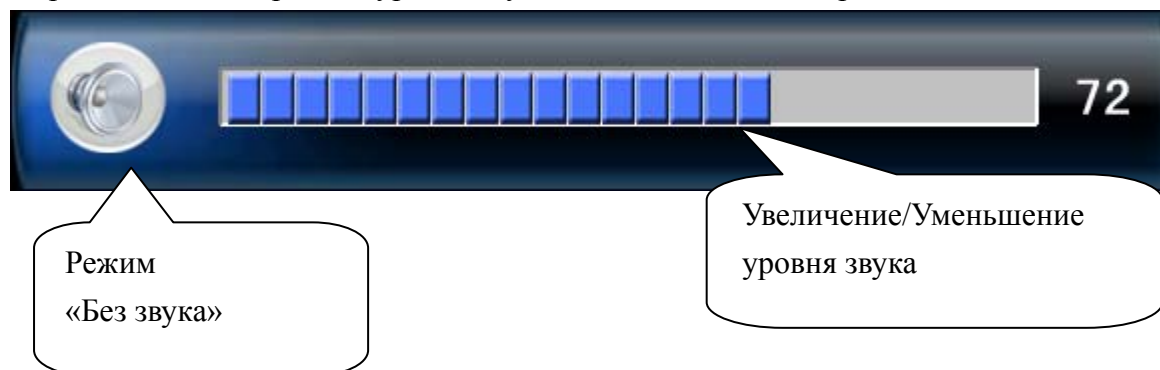 72
Увеличение/Уменьшение
уровня звука
Режим
«Без звука»